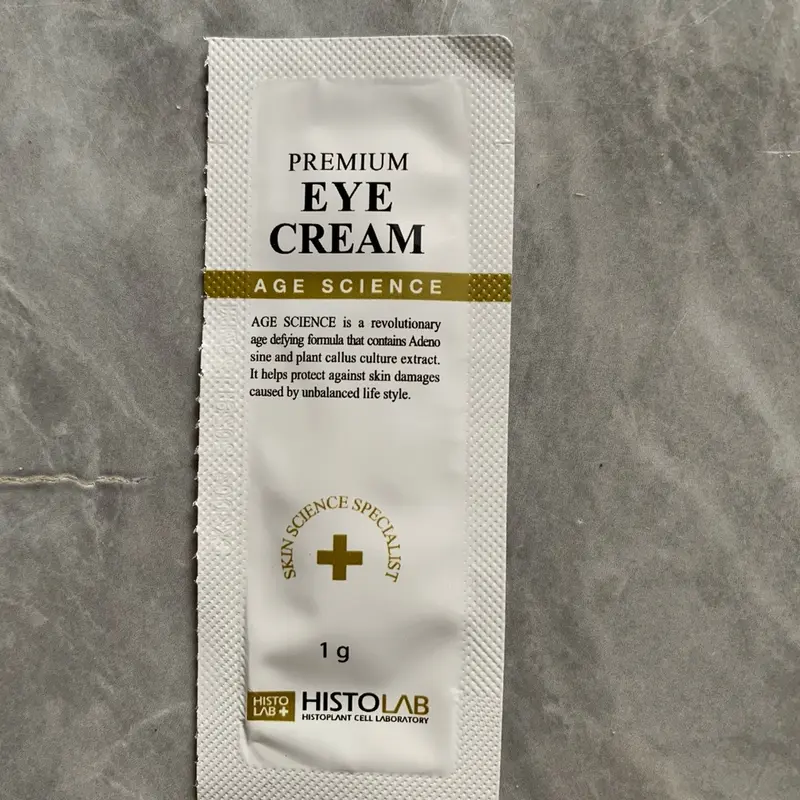 PREMIUM
EYE
CREAM
AGE SCIENCE
AGE SCIENCE is a revolutionary
age defying formula that contains Adeno
sine and plant callus culture extract.
It helps protect against skin damages
caused by unbalanced life style.
SKIN SCIENCE SPECIALIST
1 g
HISTO
LAB
HISTOLAB
HISTOPLANT CELL LABORATORY